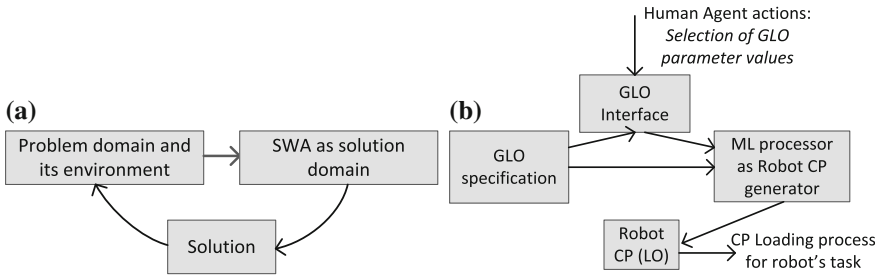 (a)
Problem domain and
its environment
SWA as solution
domain
Solution
(b)
Human Agent actions:
Selection of GLO
parameter values
GLO
Interface
GLO
specification
ML processor
as Robot CP
generator
Robot
CP (LO)
CP Loading process
for robot's task